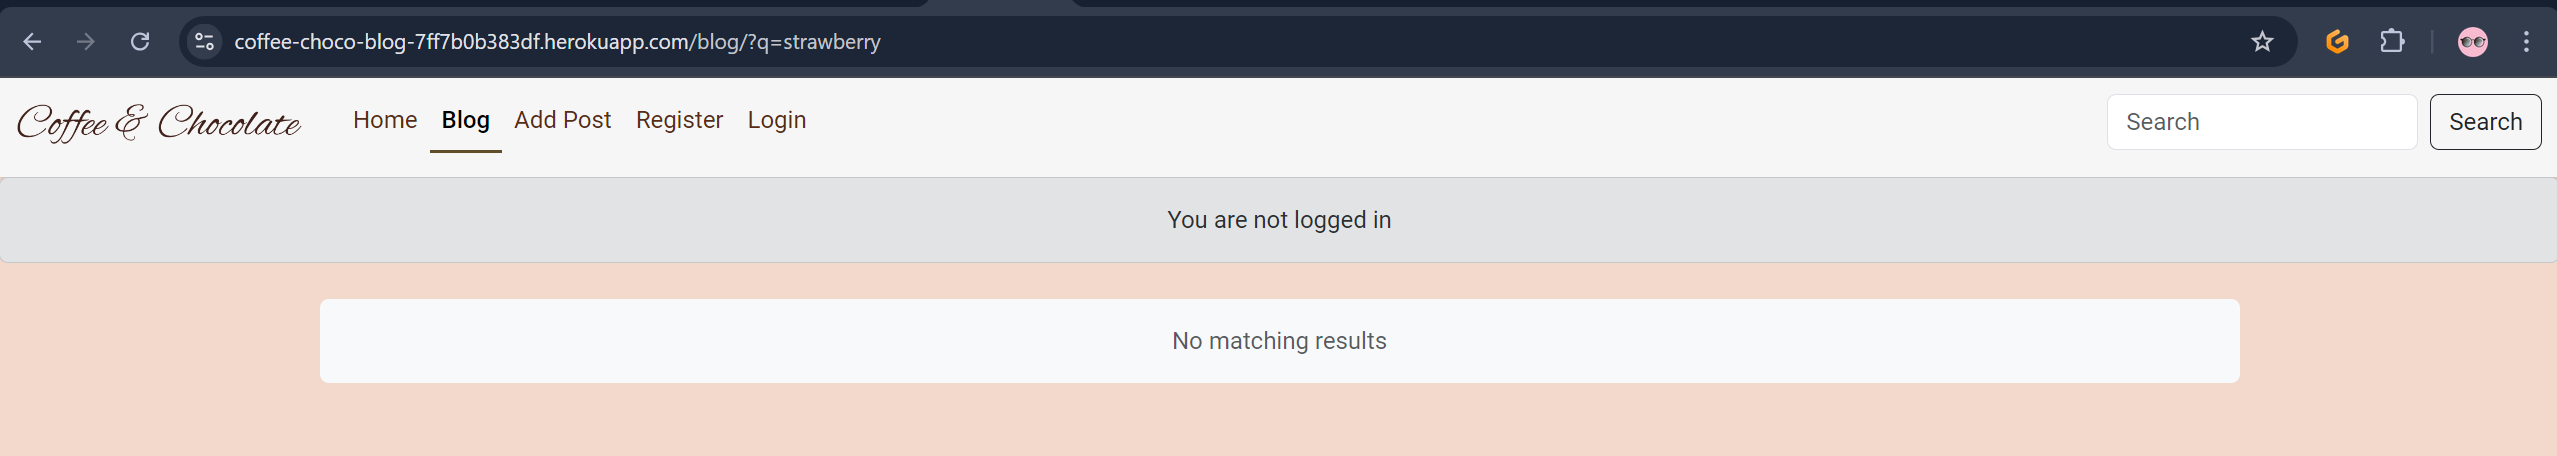 coffee-choco-blog-7ff7b0b383df.herokuapp.com/blog/?q=strawberry
Coffee & Chocolate Home Blog Add Post Register Login Search Search
You are not logged in
No matching results